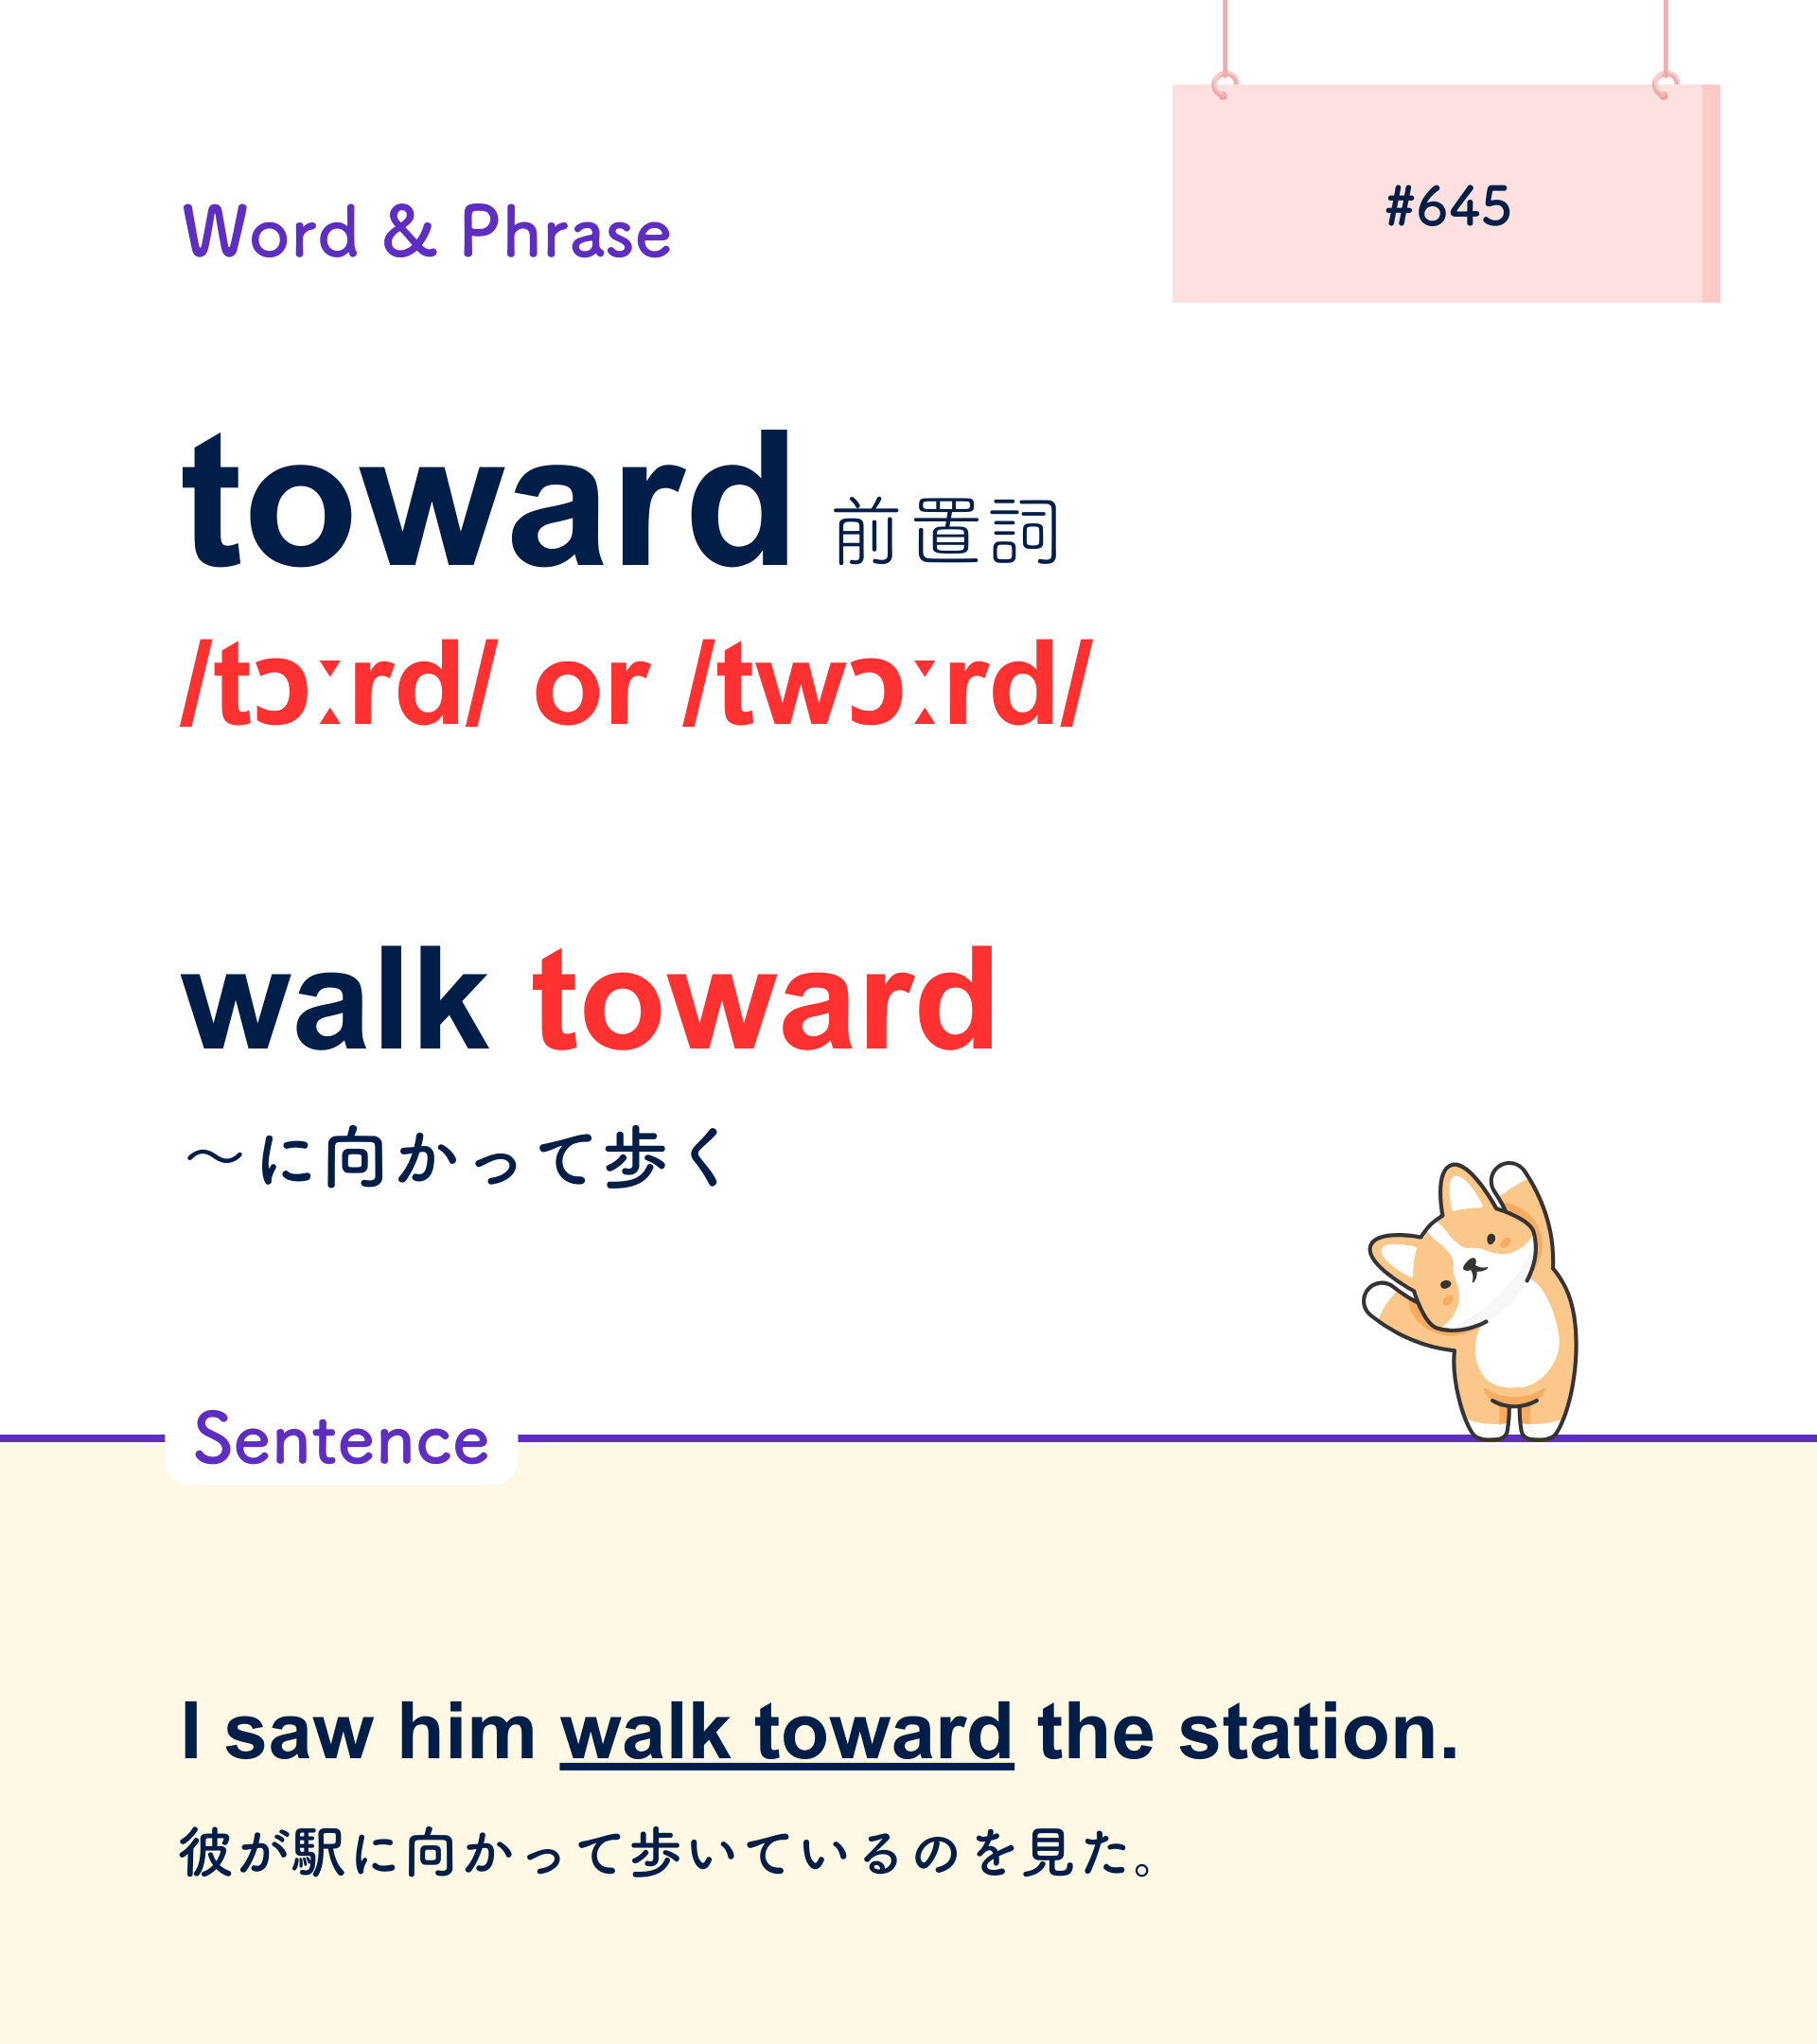 #645
Word & Phrase
toward 前置詞
/tɔːrd/ or /twɔːrd/
walk toward
〜に向かって歩く
Sentence
I saw him walk toward the station.
彼が駅に向かって歩いているのを見た。